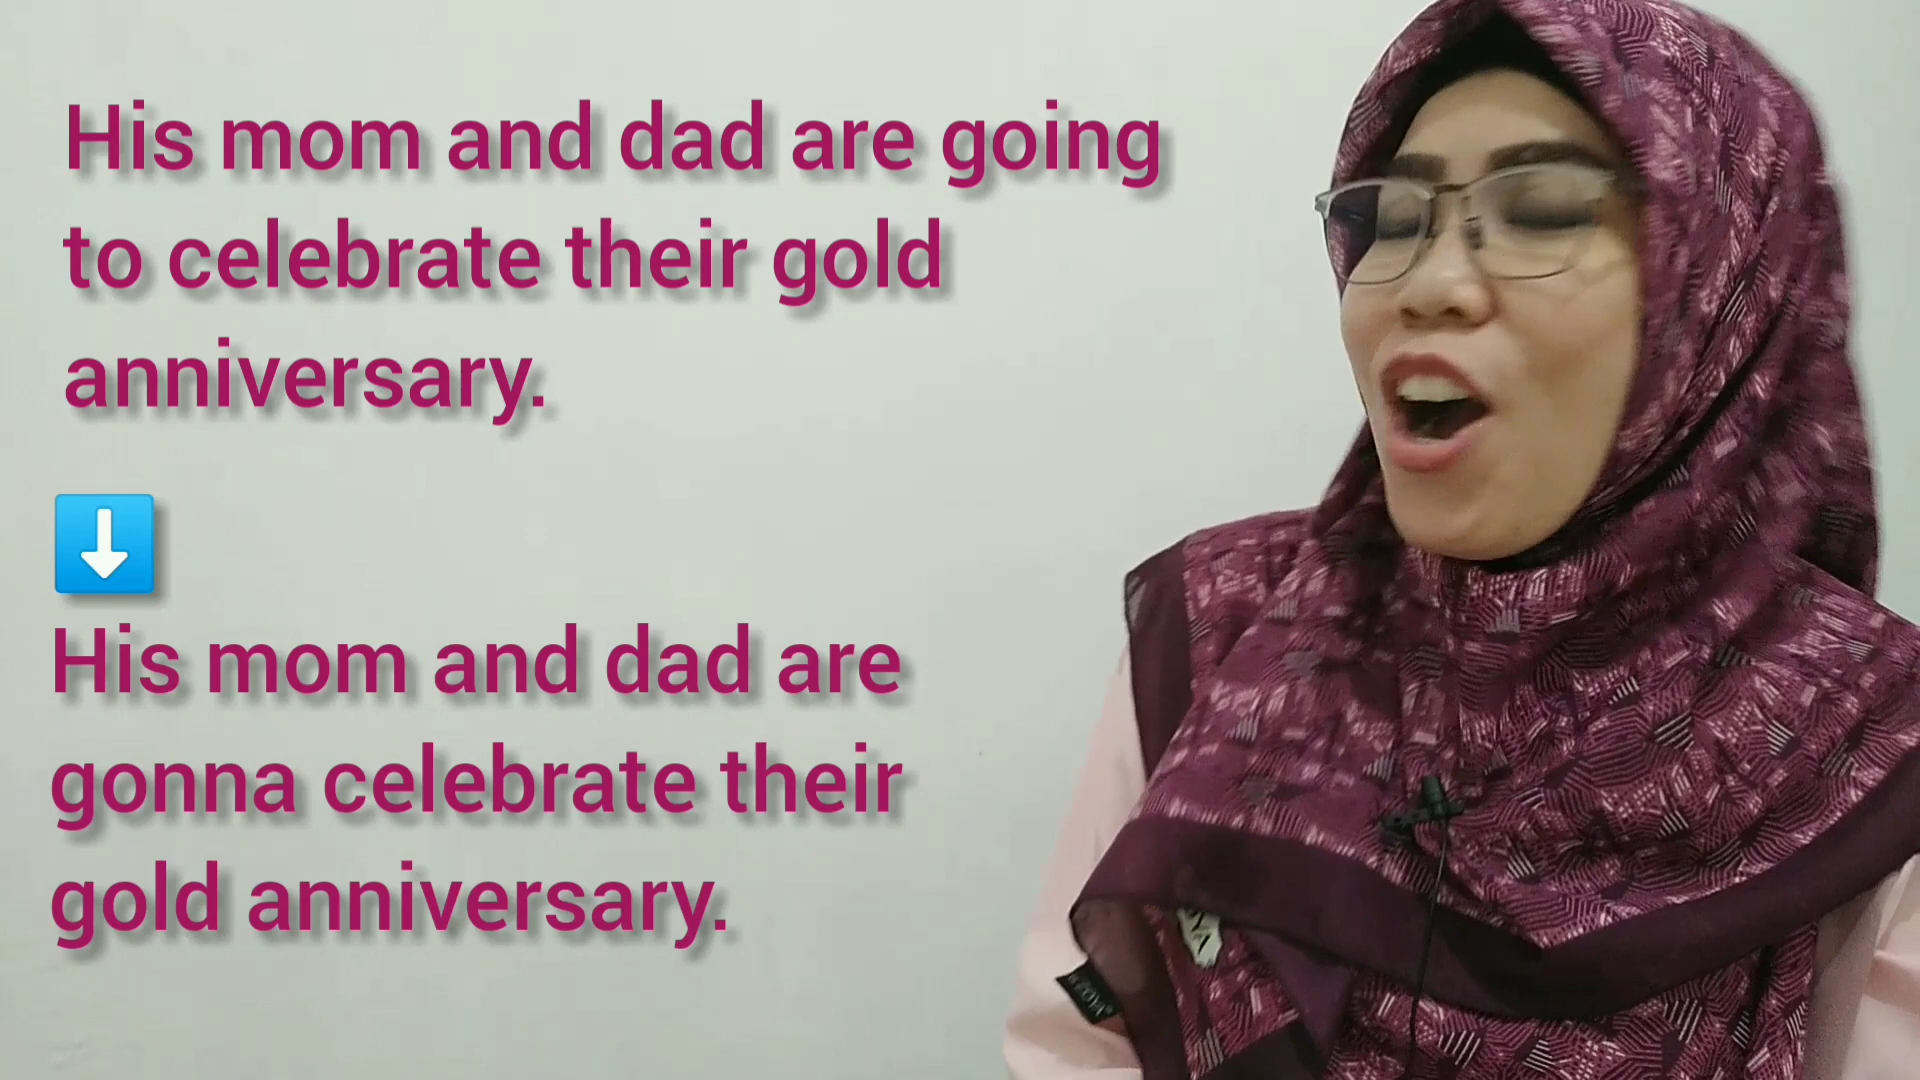 His mom and dad are going
to celebrate their gold
anniversary.
His mom and dad are
gonna celebrate their
gold anniversary.